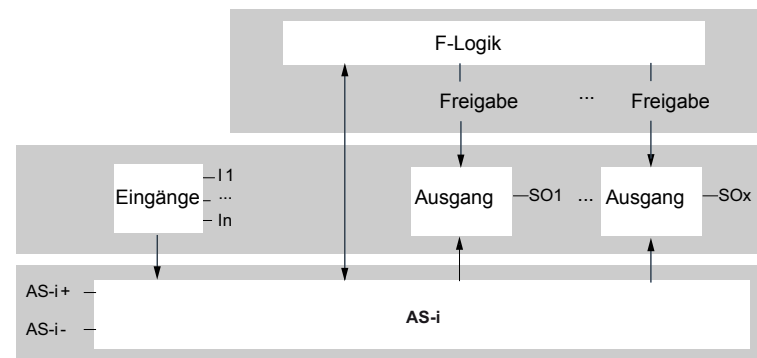 F-Logik
Freigabe ... Freigabe
Eingänge
I1
...
In
Ausgang
SO1
...
Ausgang
SOx
AS-i+
AS-i-
AS-i